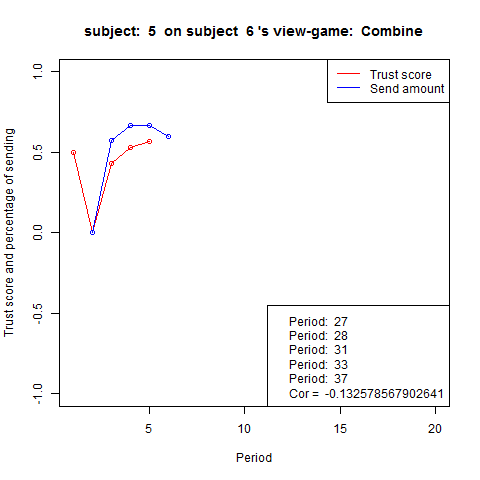 subject:  5  on subject  6 's view-game:  Combine
Trust score
Send amount
Trust score and percentage of sending
1.0
0.5
0.0
-0.5
-1.0
Period:  27
Period:  28
Period:  31
Period:  33
Period:  37
Cor =  -0.132578567902641
5 10 15 20
Period